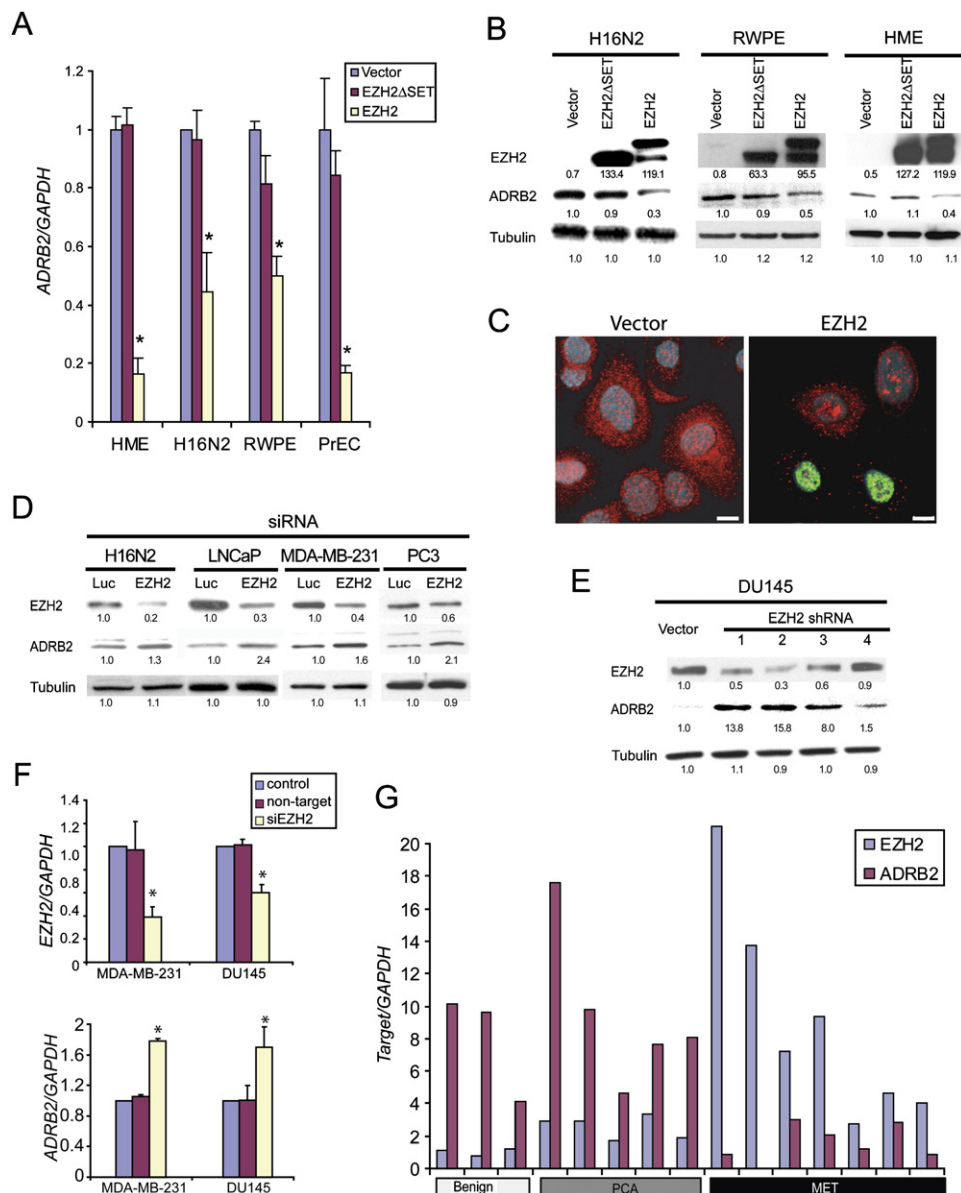 A
1.2
1
0.8
0.6
0.4
0.2
0
ADRB2/GAPDH
Vector
EZH2ΔSET
EZH2
* * * *
HME H16N2 RWPE PrEC
B
H16N2 RWPE HME
Vector EZH2ΔSET EZH2 Vector EZH2ΔSET EZH2 Vector EZH2ΔSET EZH2
EZH2
0.7 133.4 119.1 0.8 63.3 95.5 0.5 127.2 119.9
ADRB2
1.0 0.9 0.3 1.0 0.9 0.5 1.0 1.1 0.4
Tubulin
1.0 1.0 1.0 1.0 1.2 1.2 1.0 1.0 1.1
C
Vector EZH2
D
siRNA
H16N2 LNCaP MDA-MB-231 PC3
Luc EZH2 Luc EZH2 Luc EZH2 Luc EZH2
EZH2
1.0 0.2 1.0 0.3 1.0 0.4 1.0 0.6
ADRB2
1.0 1.3 1.0 2.4 1.0 1.6 1.0 2.1
Tubulin
1.0 1.1 1.0 1.0 1.0 1.1 1.0 0.9
E
DU145
EZH2 shRNA
Vector 1 2 3 4
EZH2
1.0 0.5 0.3 0.6 0.9
ADRB2
1.0 13.8 15.8 8.0 1.5
Tubulin
1.0 1.1 0.9 1.0 0.9
F
1.4
1.2
1.0
0.8
0.4
0.2
0
EZH2/GAPDH
control
non-target
siEZH2
* *
MDA-MB-231 DU145
2
1.6
1.2
0.8
0.4
0
ADRB2/GAPDH
* *
MDA-MB-231 DU145
G
20
18
16
14
12
10
8
6
4
2
0
Target/GAPDH
EZH2
ADRB2
Benign PCA MET